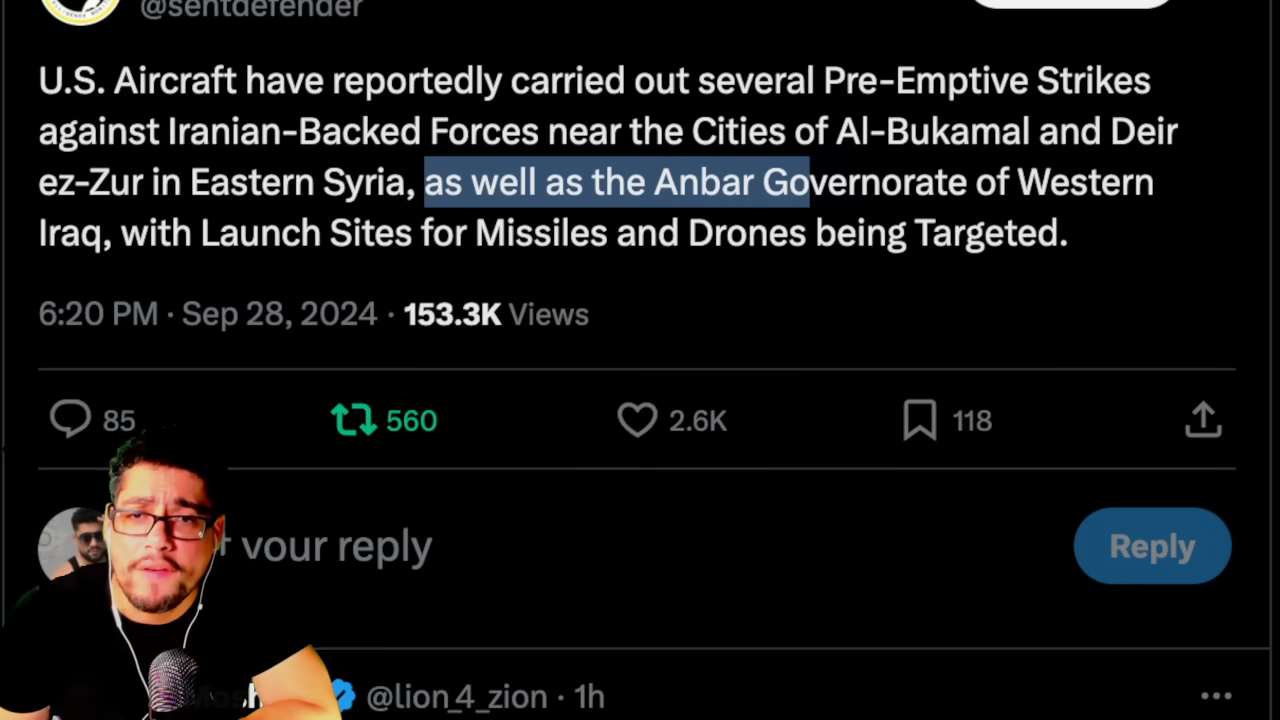 @sentdefender
U.S. Aircraft have reportedly carried out several Pre-Emptive Strikes
against Iranian-Backed Forces near the Cities of Al-Bukamal and Deir
ez-Zur in Eastern Syria, as well as the Anbar Governorate of Western
Iraq, with Launch Sites for Missiles and Drones being Targeted.
6:20 PM · Sep 28, 2024 · 153.3K Views
85 560 2.6K 118
your reply
Reply
@lion_4_zion · 1h